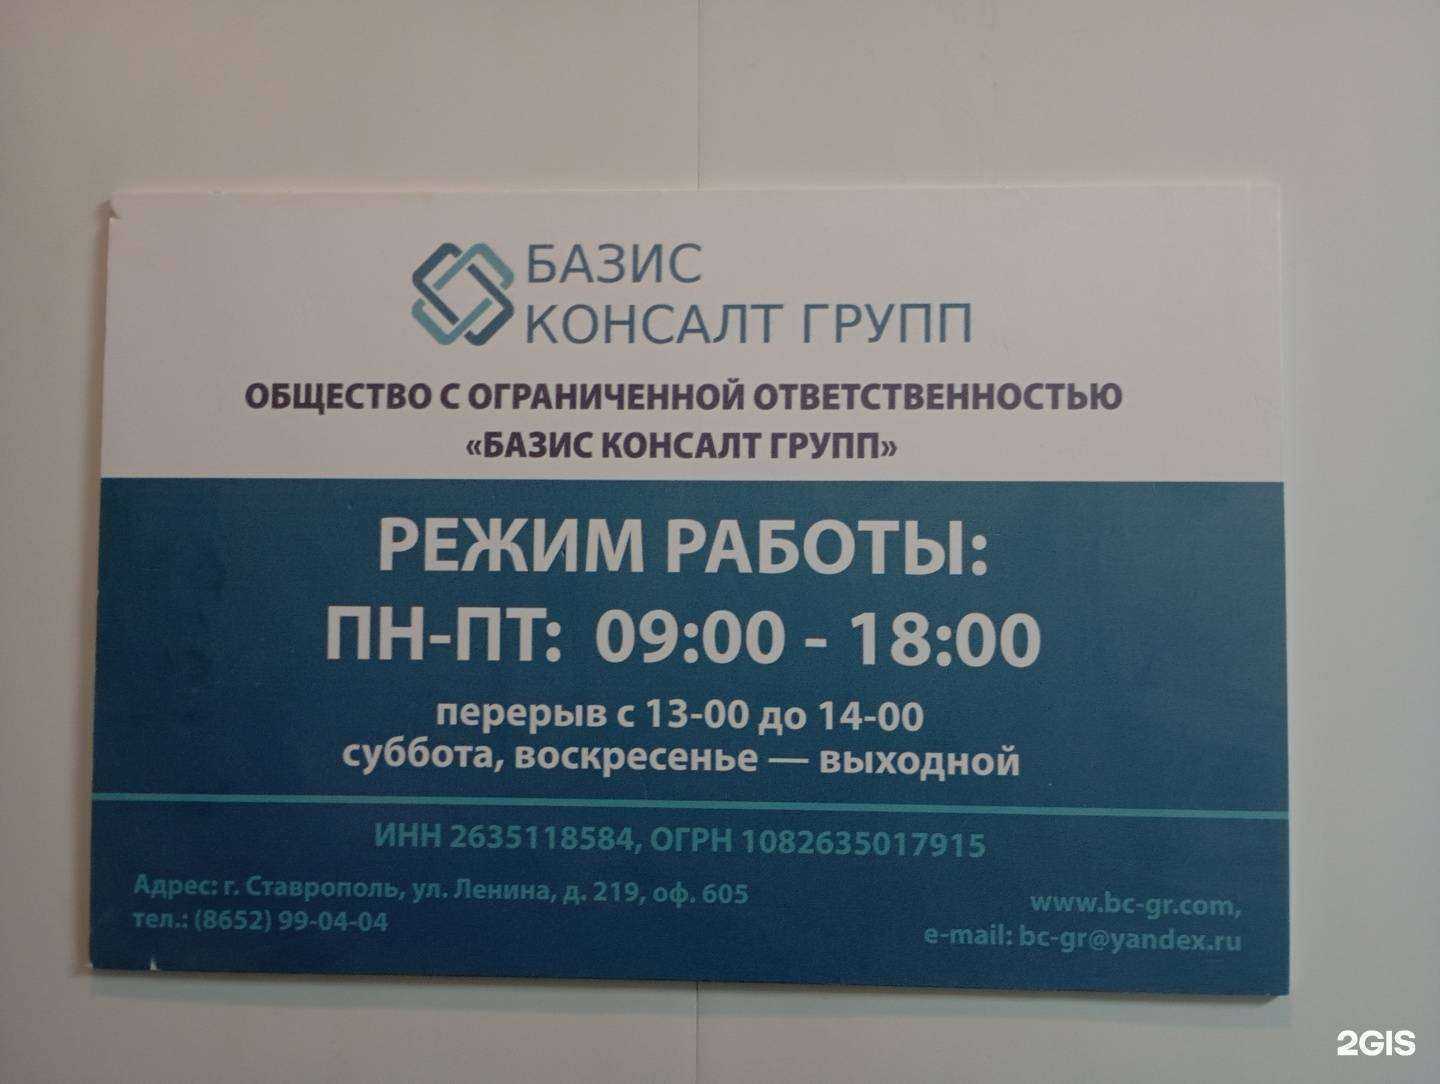 БАЗИС
КОНСАЛТ ГРУПП
ОБЩЕСТВО С ОГРАНИЧЕННОЙ ОТВЕТСТВЕННОСТЬЮ
«БАЗИС КОНСАЛТ ГРУПП»
РЕЖИМ РАБОТЫ:
ПН-ПТ: 09:00 - 18:00
перерыв с 13-00 до 14-00
суббота, воскресенье — выходной
ИНН 2635118584, ОГРН 1082635017915
Адрес: г. Ставрополь, ул. Ленина, д. 219, оф. 605
тел.: (8652) 99-04-04
www.bc-gr.com,
e-mail: bc-gr@yandex.ru
2GIS